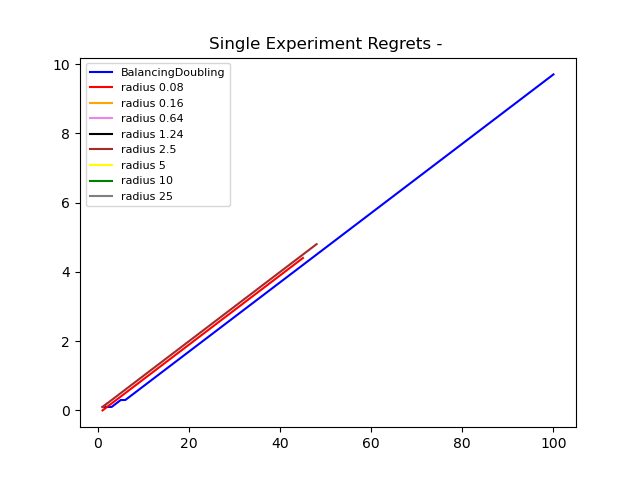 Single Experiment Regrets -
10
8
6
4
2
0
BalancingDoubling
radius 0.08
radius 0.16
radius 0.64
radius 1.24
radius 2.5
radius 5
radius 10
radius 25
0 20 40 60 80 100